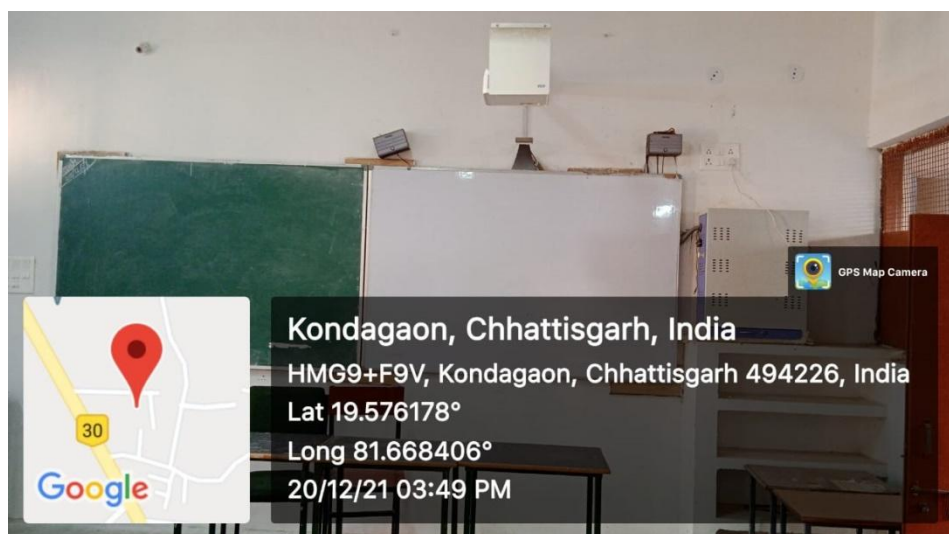 GPS Map Camera
Kondagaon, Chhattisgarh, India
HMG9+F9V, Kondagaon, Chhattisgarh 494226, India
Lat 19.576178°
Long 81.668406°
20/12/21 03:49 PM
30
Google